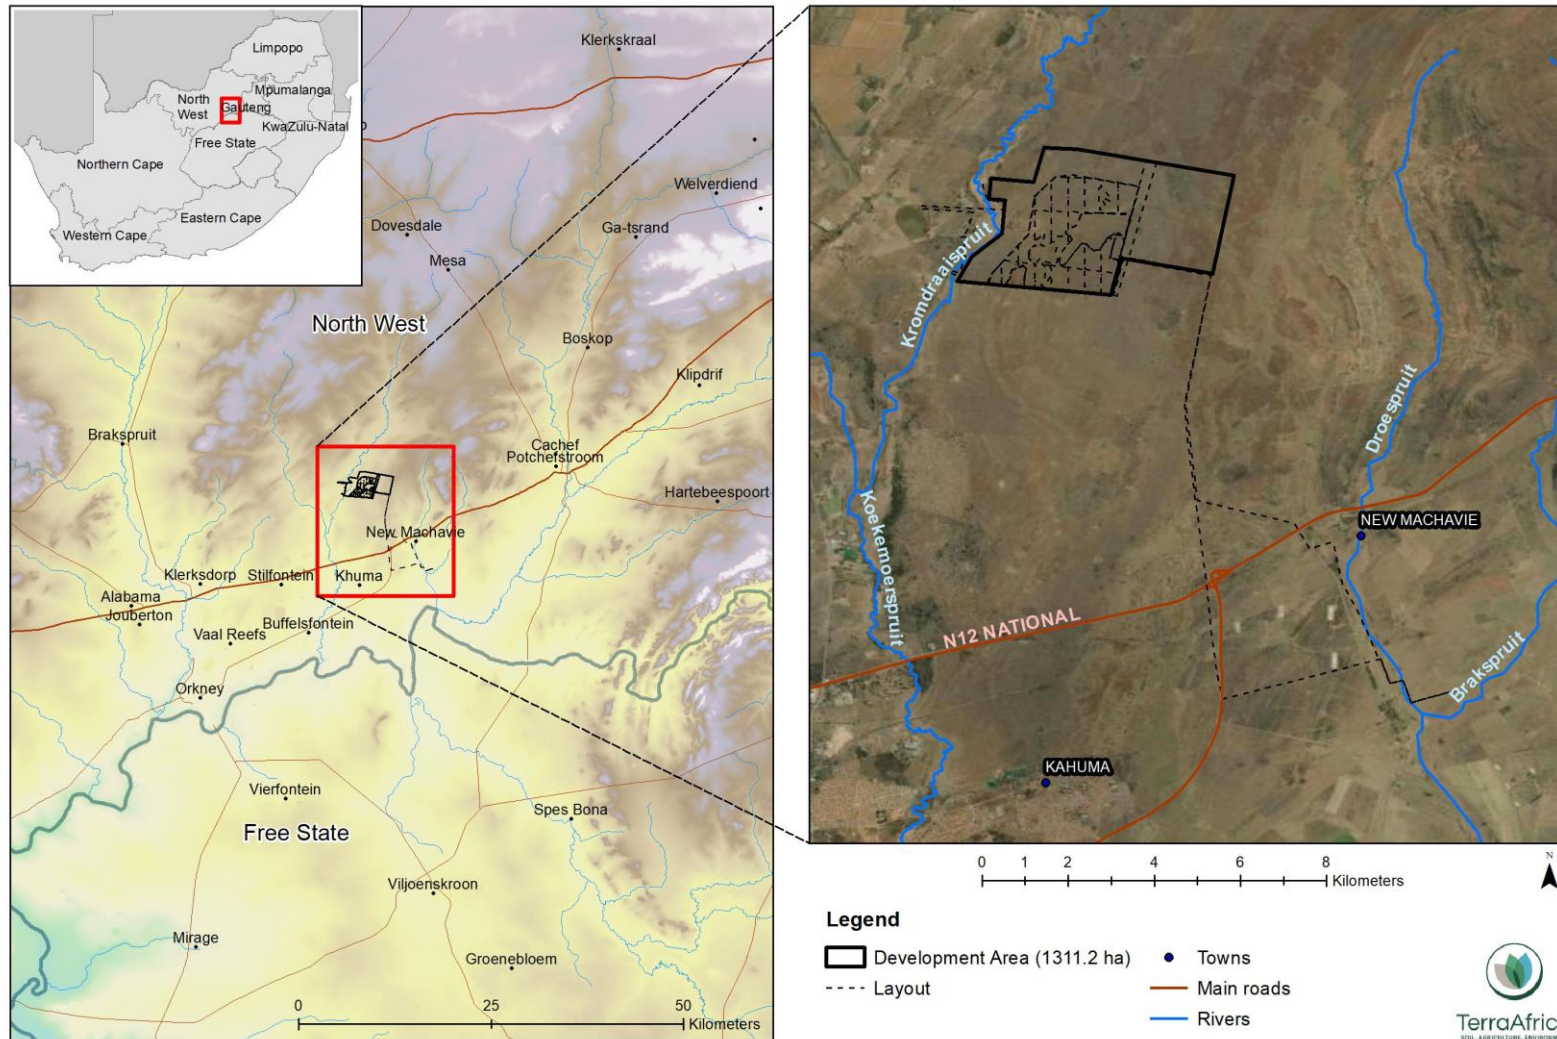 Limpopo
Mpumalanga
North
West
Gauteng
KwaZulu-Natal
Free State
Northern Cape
Eastern Cape
Western Cape
Klerkskraal
Welverdiend
Dovesdale
Ga-tsrand
Mesa
North West
Boskop
Klipdrif
Brakspruit
Cachef
Potchefstroom
Hartebeespoort
New Machavie
Klerksdorp
Stilfontein
Khuma
Alabama
Jouberton
Vaal Reefs
Buffelsfontein
Orkney
Vierfontein
Spes Bona
Free State
Viljoenskroon
Mirage
Groenebloem
0 25 50
Kilometers
Kromdraaispruit
Droespruit
Koekemoerspruit
NEW MACHAVIE
N12 NATIONAL
Brakspruit
KAHUMA
0 1 2 4 6 8
Kilometers
N
Legend
Development Area (1311.2 ha)
Layout
Towns
Main roads
Rivers
TerraAfric